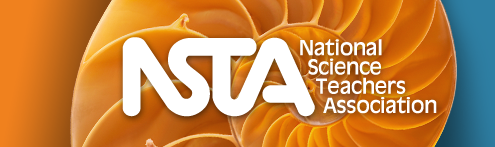 NSTA
National
Science
Teachers
Association